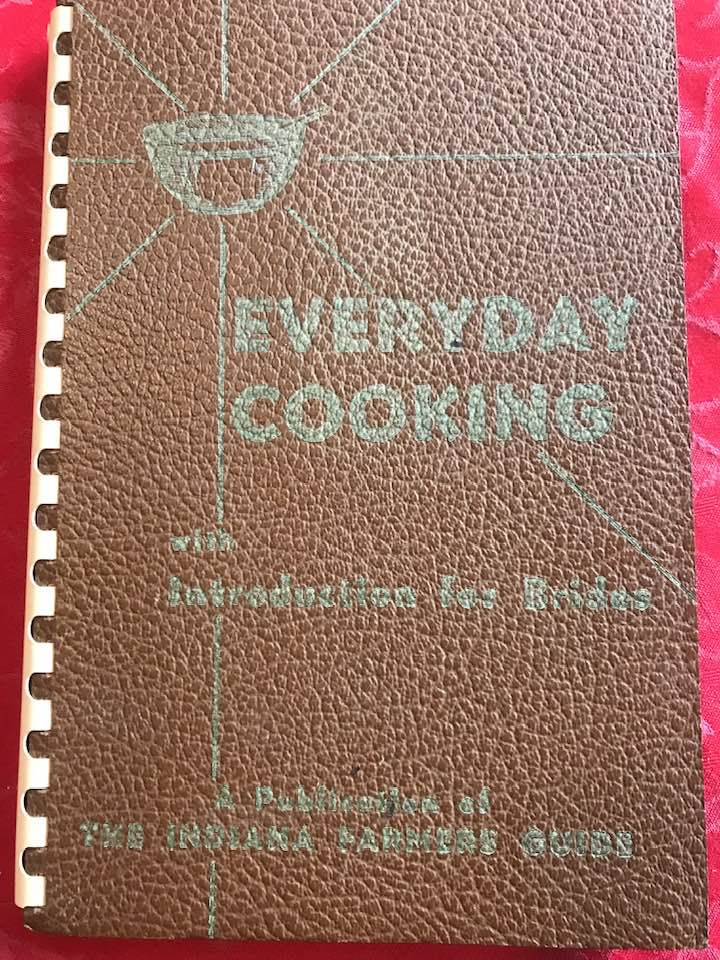 EVERYDAY
COOKING
with
Introduction for Brides
A Publication of
THE INDIANA FARMERS GUIDE